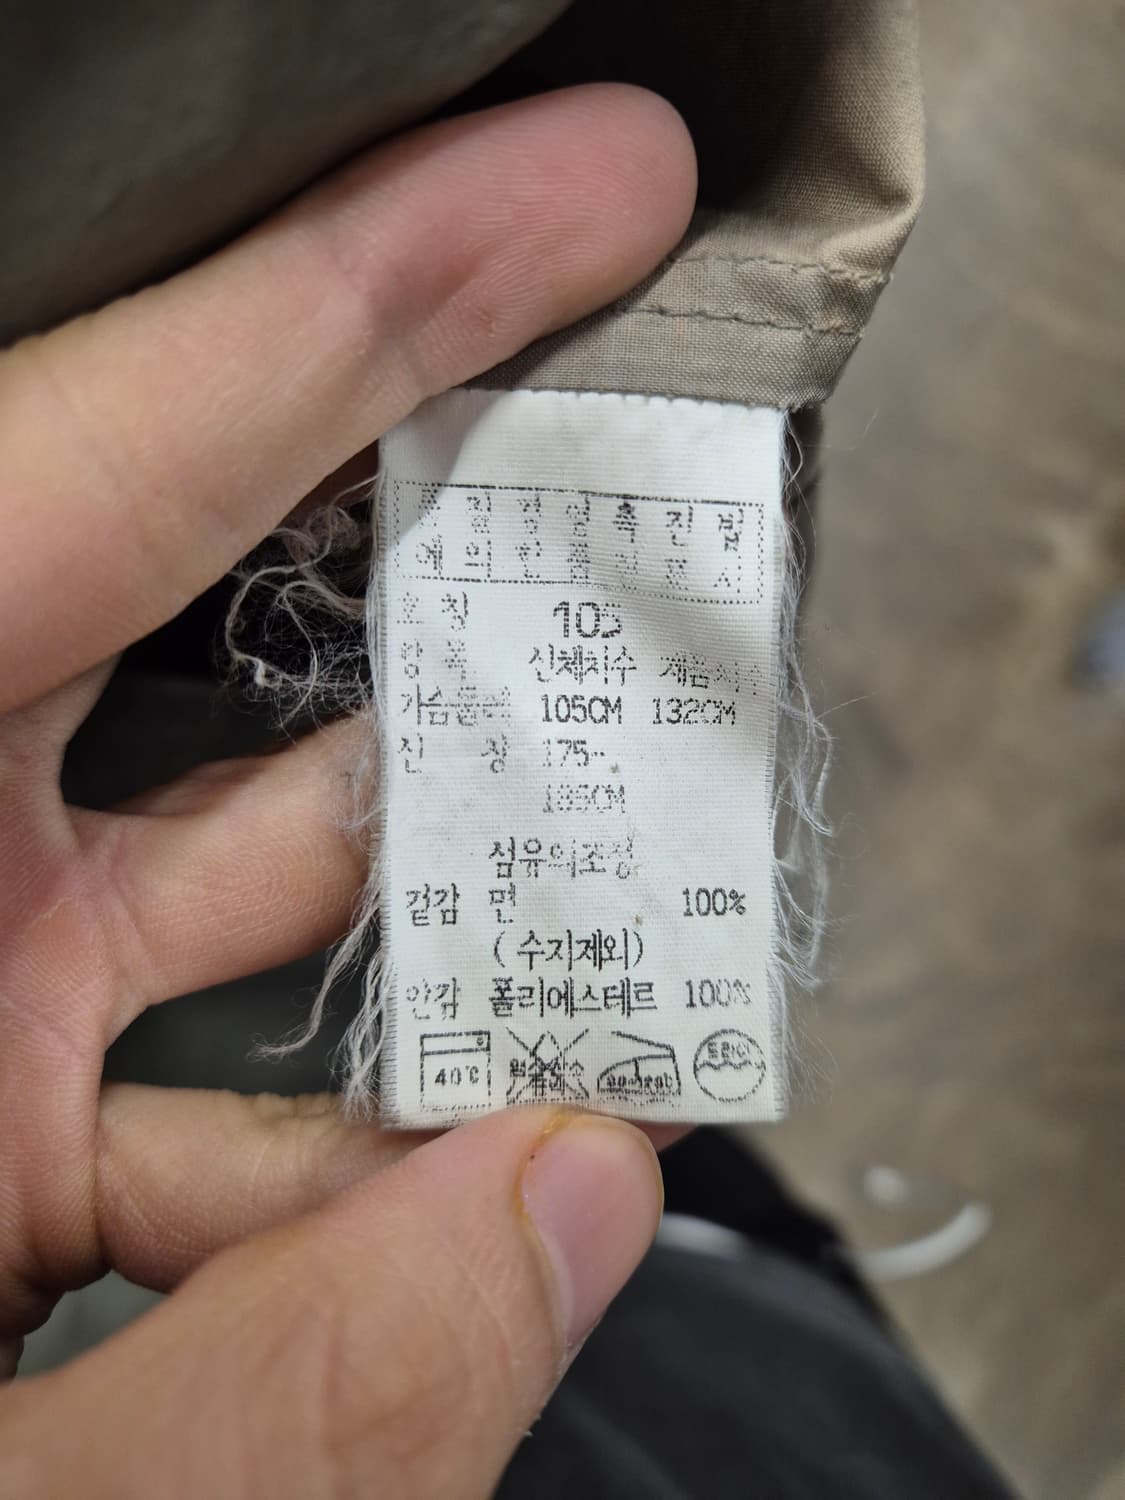 품 질 경 영 촉 진 법
에 의 한 품 질 표 시
호 칭 105
항 목 신체치수 제품치수
가슴둘레 105CM 132CM
신 장 175-
185CM
섬유의조성
겉감 면 100%
(수지제외)
안감 폴리에스테르 100%
40℃